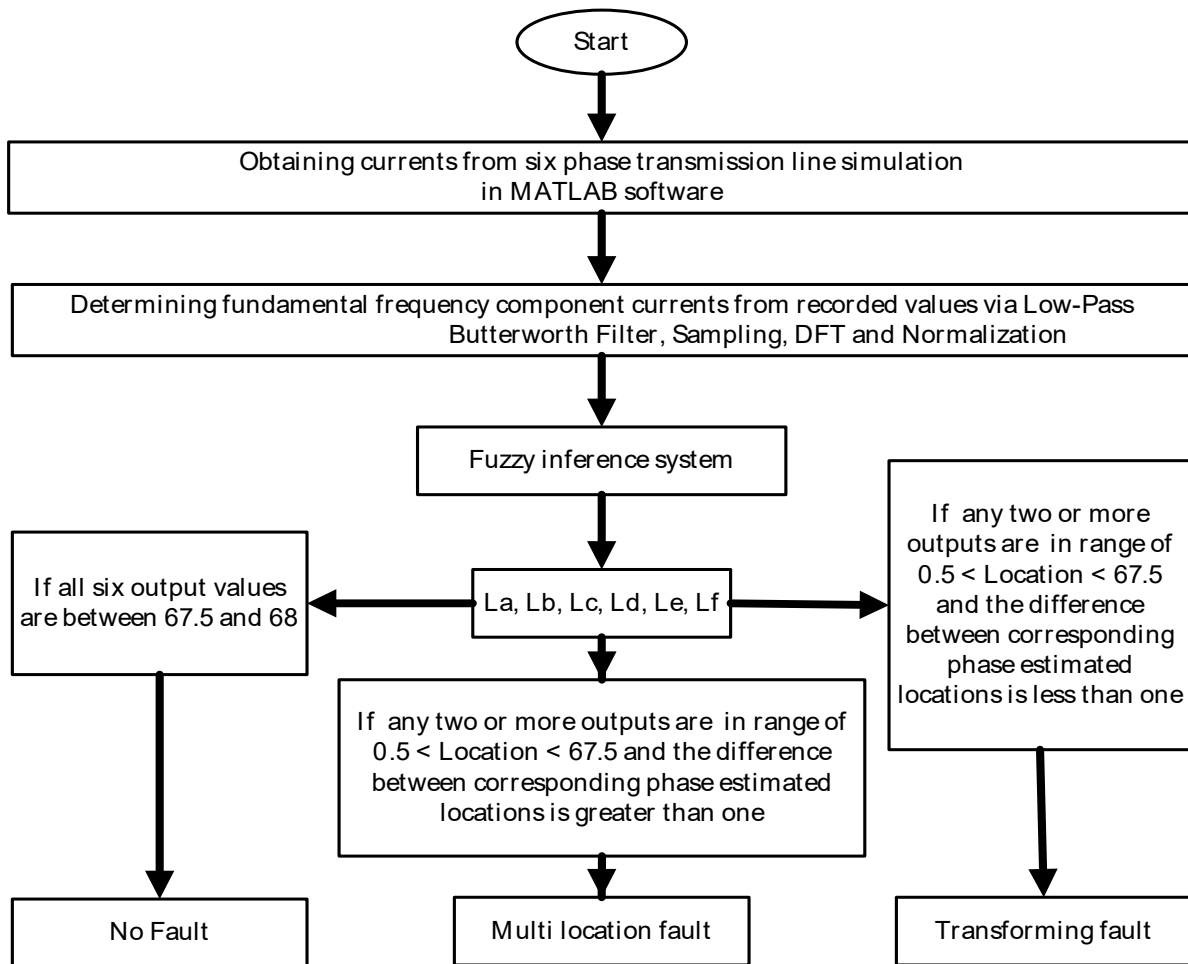 Start
Obtaining currents from six phase transmission line simulation
in MATLAB software
Determining fundamental frequency component currents from recorded values via Low-Pass
Butterworth Filter, Sampling, DFT and Normalization
Fuzzy inference system
La, Lb, Lc, Ld, Le, Lf
If all six output values
are between 67.5 and 68
If any two or more outputs are in range of
0.5 < Location < 67.5 and the difference
between corresponding phase estimated
locations is greater than one
If any two or more
outputs are in range of
0.5 < Location < 67.5
and the difference
between corresponding
phase estimated
locations is less than one
No Fault
Multi location fault
Transforming fault